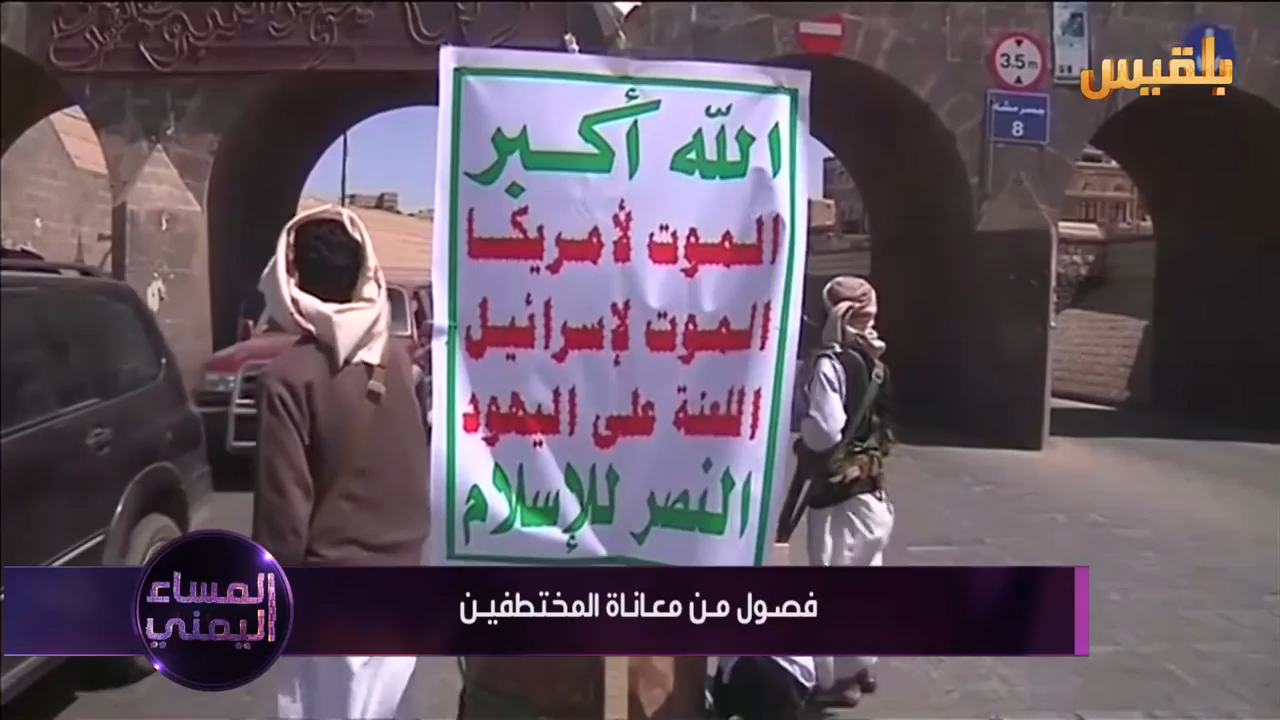 بلقيس
3.5m
8
الله أكبر
الموت لأمريكا
الموت لإسرائيل
اللعنة على اليهود
النصر للإسلام
فصول من معاناة المختطفين
المساء
اليمني